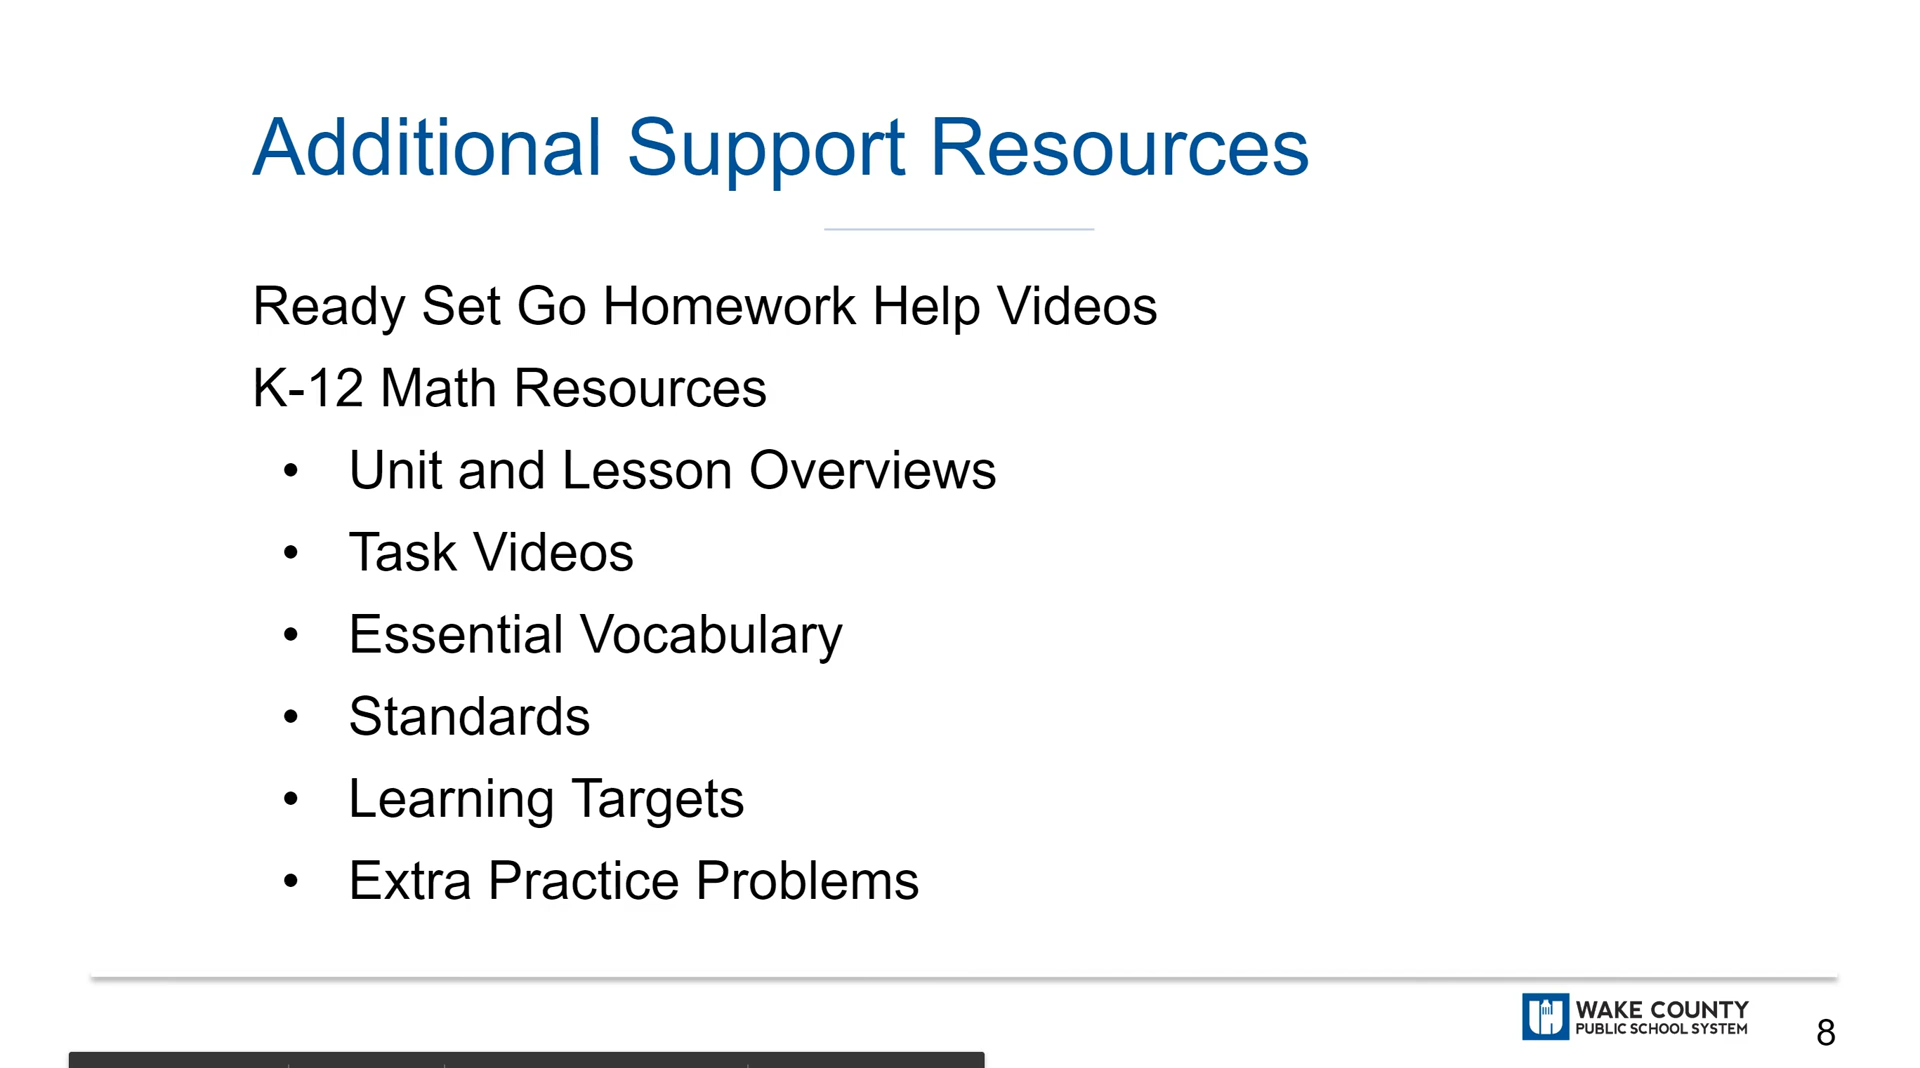 Additional Support Resources
Ready Set Go Homework Help Videos
K-12 Math Resources
• Unit and Lesson Overviews
• Task Videos
• Essential Vocabulary
• Standards
• Learning Targets
• Extra Practice Problems
WAKE COUNTY
PUBLIC SCHOOL SYSTEM
8